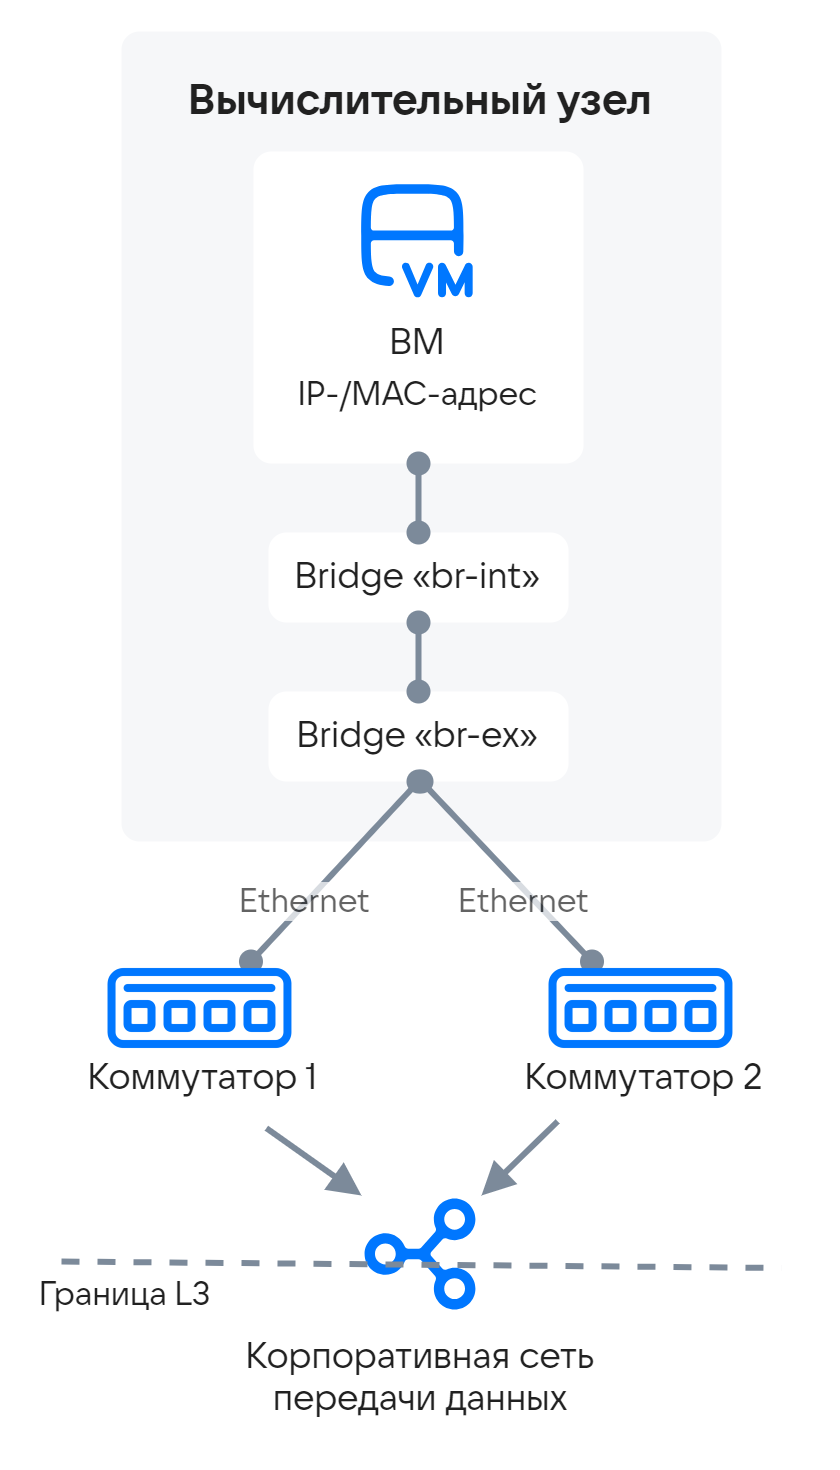 Вычислительный узел
VM
ВМ
IP-/MAC-адрес
Bridge «br-int»
Bridge «br-ex»
Ethernet Ethernet
Коммутатор 1 Коммутатор 2
Граница L3
Корпоративная сеть
передачи данных